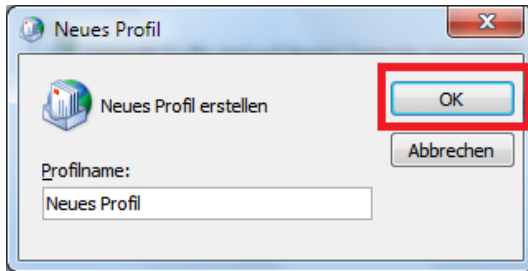 Neues Profil
Neues Profil erstellen
OK
Abbrechen
Profilname:
Neues Profil